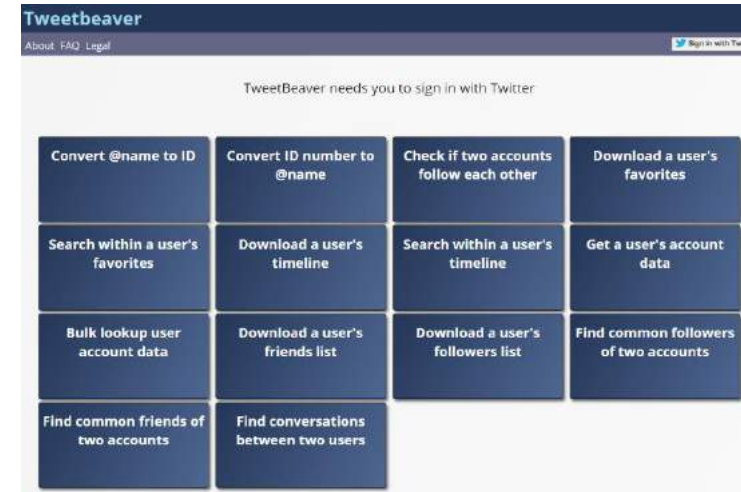 Tweetbeaver
About FAQ Legal
Sign in with Tw
TweetBeaver needs you to sign in with Twitter
Convert @name to ID
Convert ID number to
@name
Check if two accounts
follow each other
Download a user's
favorites
Search within a user's
favorites
Download a user's
timeline
Search within a user's
timeline
Get a user's account
data
Bulk lookup user
account data
Download a user's
friends list
Download a user's
followers list
Find common followers
of two accounts
Find common friends of
two accounts
Find conversations
between two users